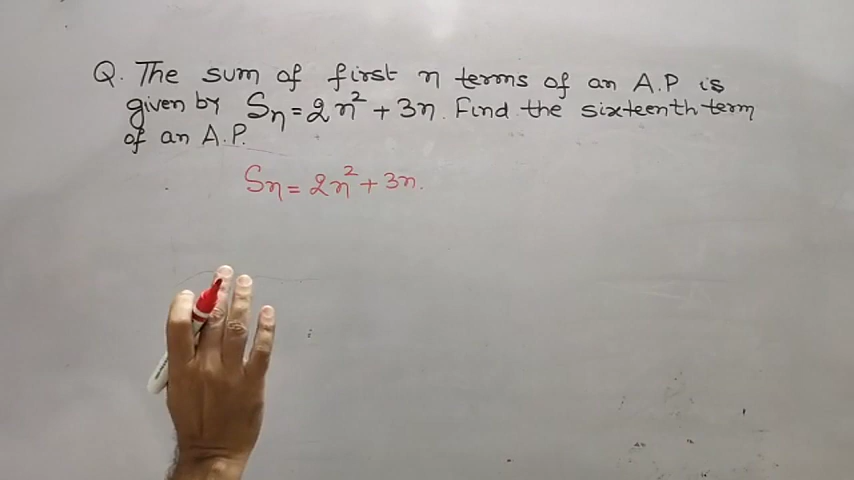 Q. The sum of first n terms of an A.P is
given by Sn = 2n² + 3n. Find the sixteenth term
of an A.P.
Sn = 2n² + 3n.